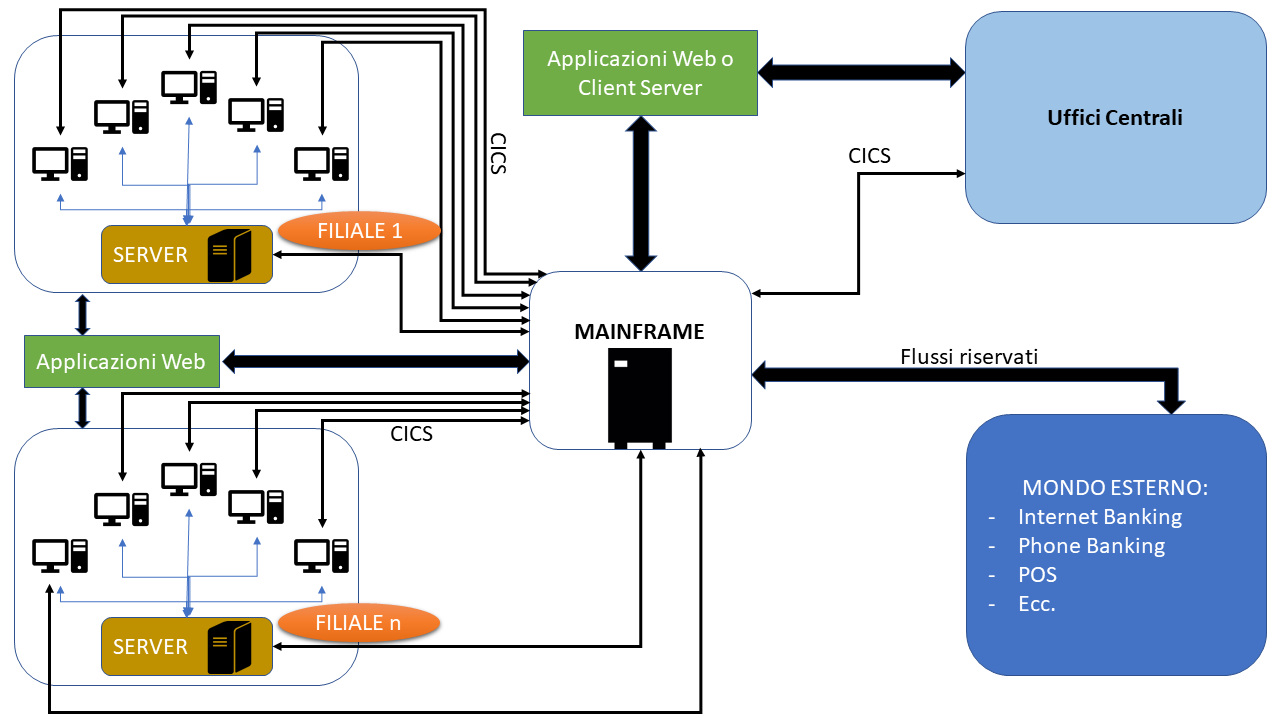 Applicazioni Web o
Client Server
Uffici Centrali
CICS
CICS
FILIALE 1
SERVER
MAINFRAME
Applicazioni Web
Flussi riservati
CICS
MONDO ESTERNO:
- Internet Banking
- Phone Banking
- POS
- Ecc.
FILIALE n
SERVER